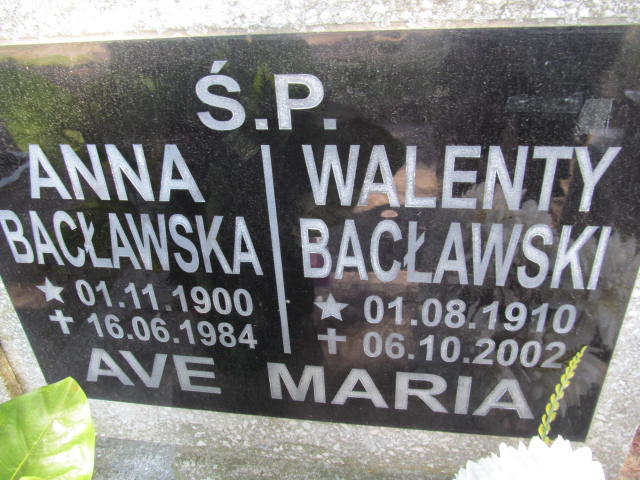 Ś.P.
ANNA
BACŁAWSKA
★ 01.11.1900
✝ 16.06.1984
WALENTY
BACŁAWSKI
★ 01.08.1910
✝ 06.10.2002
AVE MARIA